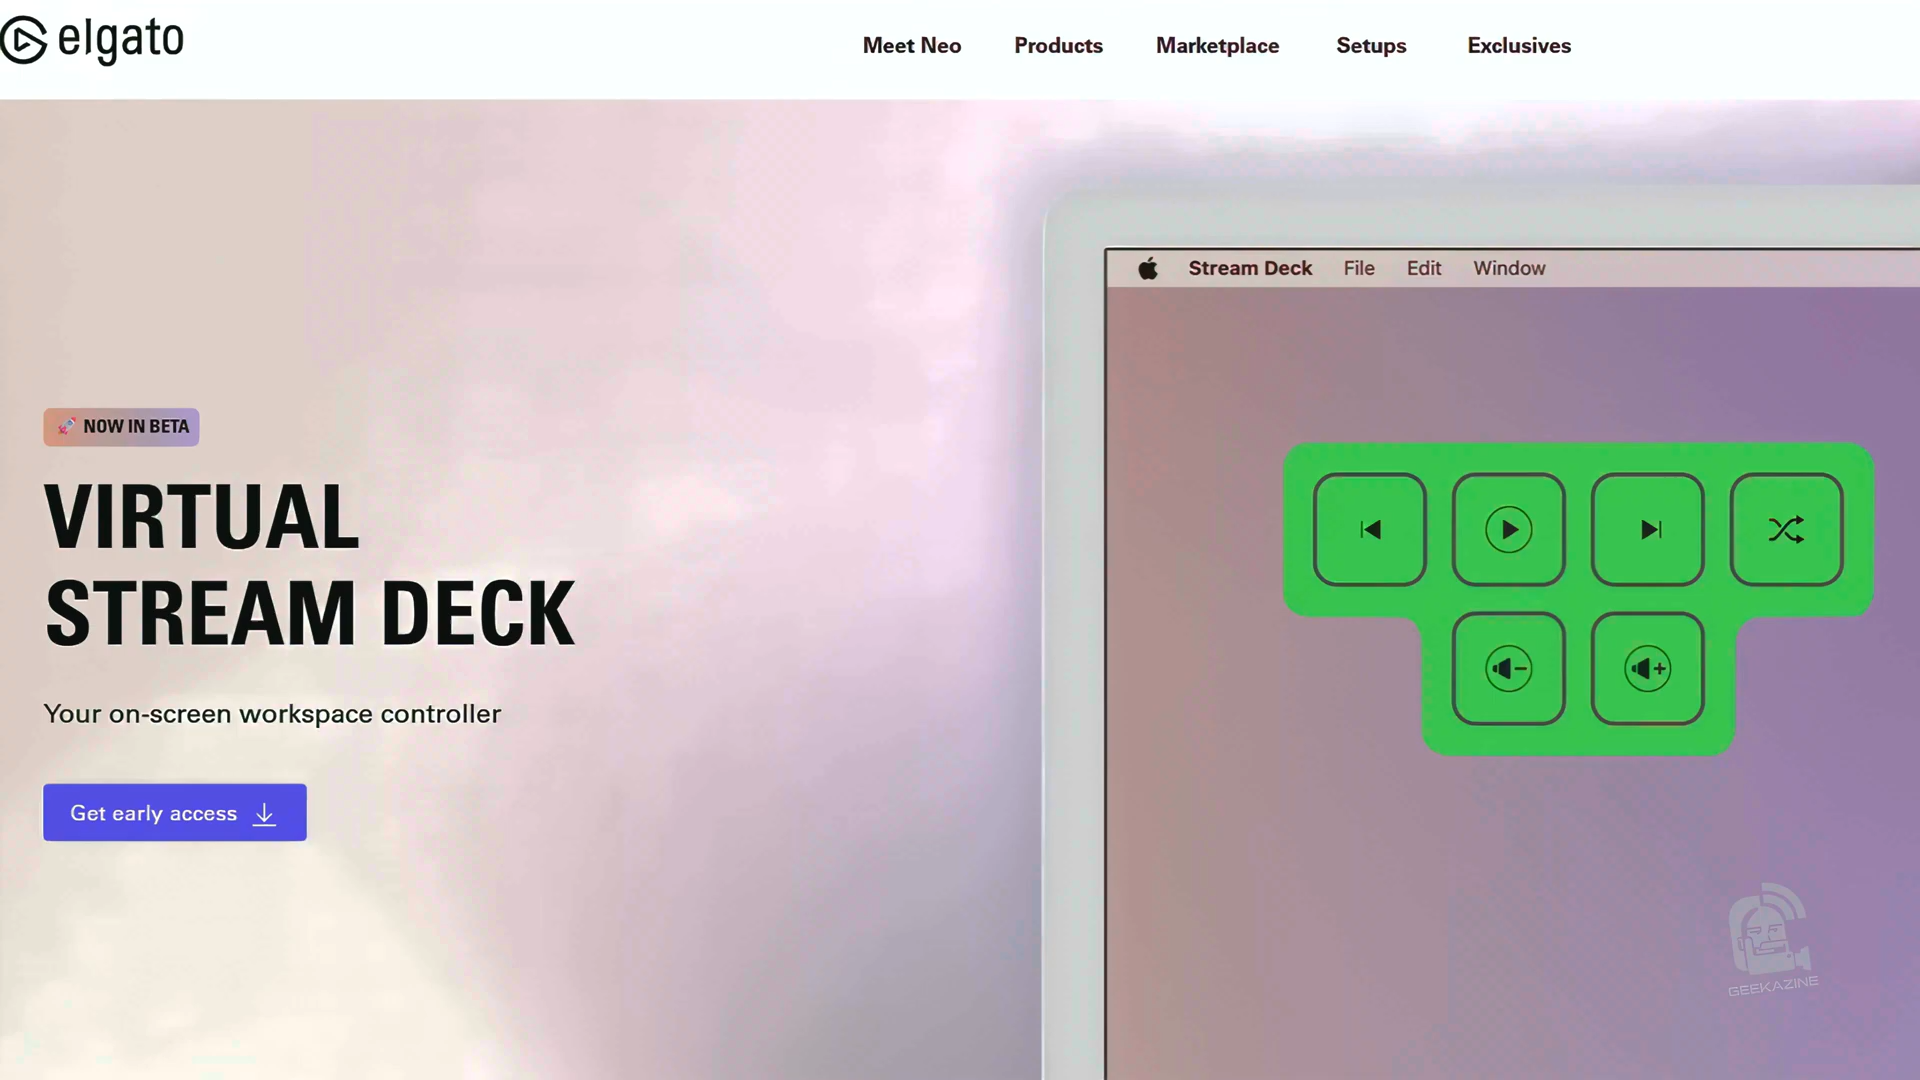 elgato
Meet Neo Products Marketplace Setups Exclusives
Stream Deck File Edit Window
NOW IN BETA
VIRTUAL
STREAM DECK
Your on-screen workspace controller
Get early access
GEEKAZINE